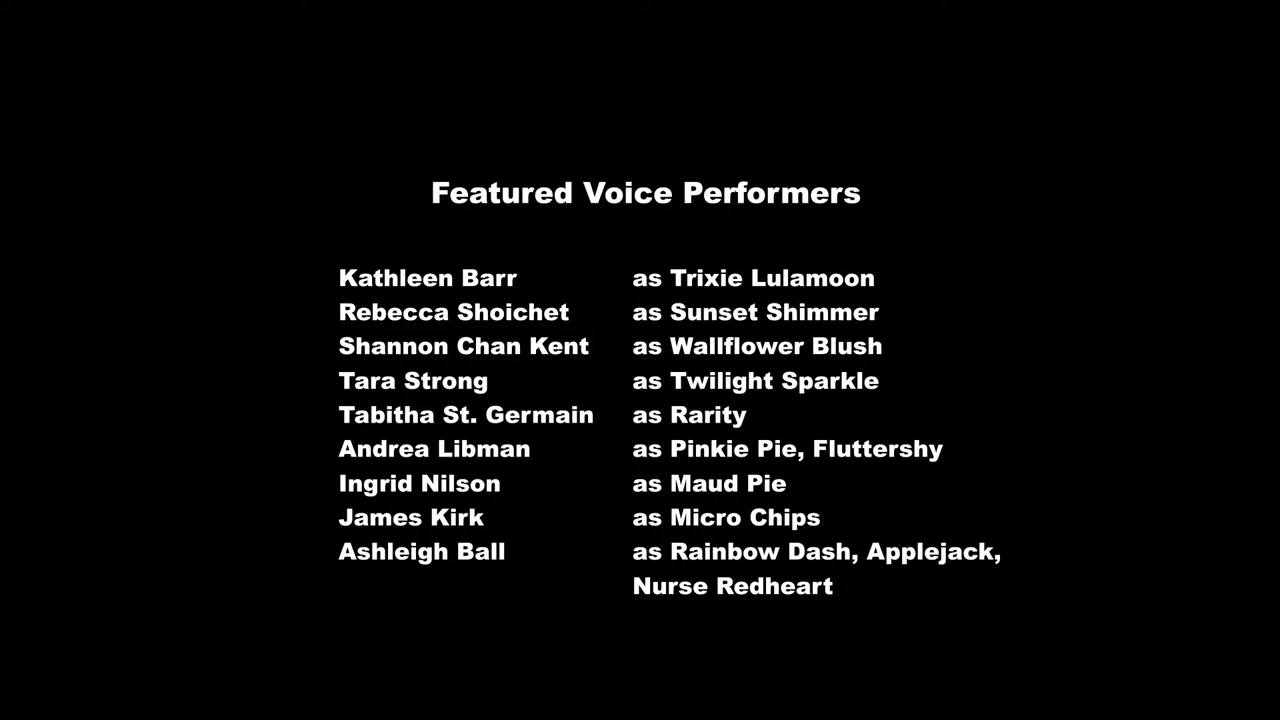 Featured Voice Performers
Kathleen Barr as Trixie Lulamoon
Rebecca Shoichet as Sunset Shimmer
Shannon Chan Kent as Wallflower Blush
Tara Strong as Twilight Sparkle
Tabitha St. Germain as Rarity
Andrea Libman as Pinkie Pie, Fluttershy
Ingrid Nilson as Maud Pie
James Kirk as Micro Chips
Ashleigh Ball as Rainbow Dash, Applejack,
Nurse Redheart